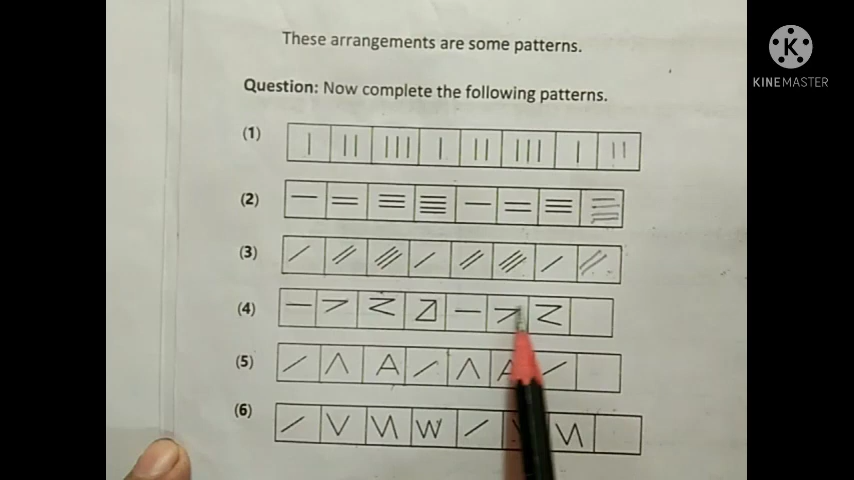 These arrangements are some patterns.
Question: Now complete the following patterns.
(1)
(2)
(3)
(4)
(5)
(6)
K
KINEMASTER